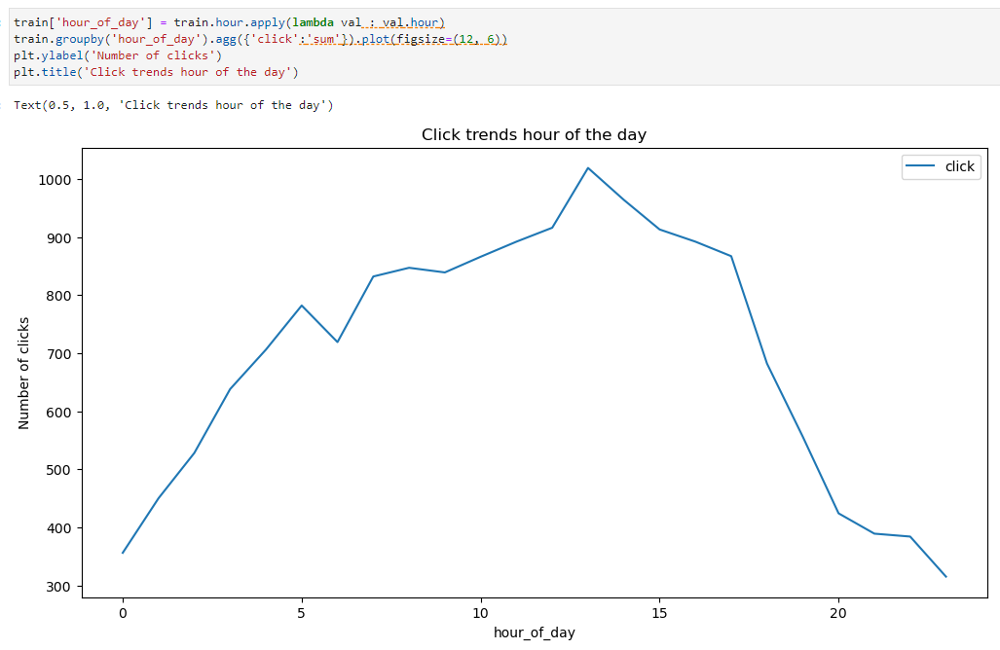 train['hour_of_day'] = train.hour.apply(lambda val : val.hour)
train.groupby('hour_of_day').agg({'click':'sum'}).plot(figsize=(12, 6))
plt.ylabel('Number of clicks')
plt.title('Click trends hour of the day')
Text(0.5, 1.0, 'Click trends hour of the day')
Click trends hour of the day
click
1000
900
800
700
600
500
400
300
Number of clicks
0 5 10 15 20
hour_of_day